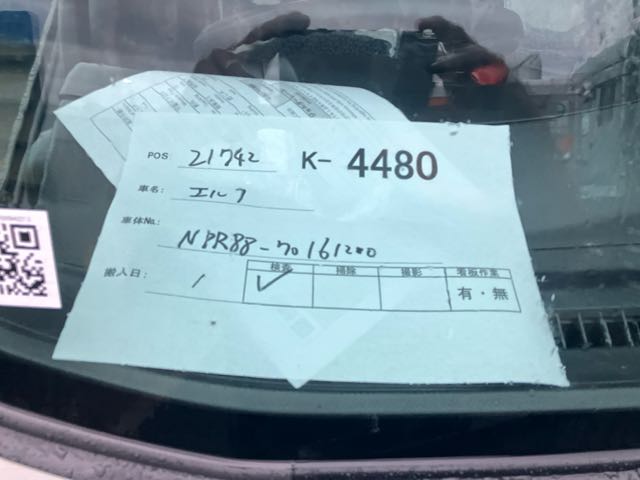 POS 21742 K- 4480
車名: エルフ
車体No.: NPR88-70161200
搬入日: / 検査 掃除 撮影 看板作業
有・無